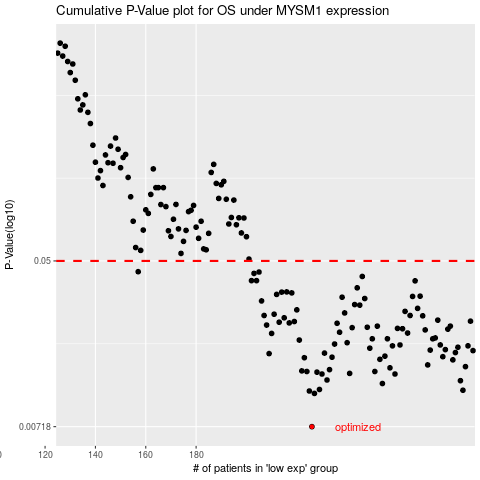 Cumulative P-Value plot for OS under MYSM1 expression
P-Value(log10)
0.05
0.00718
optimized
0 120 140 160 180
# of patients in 'low exp' group